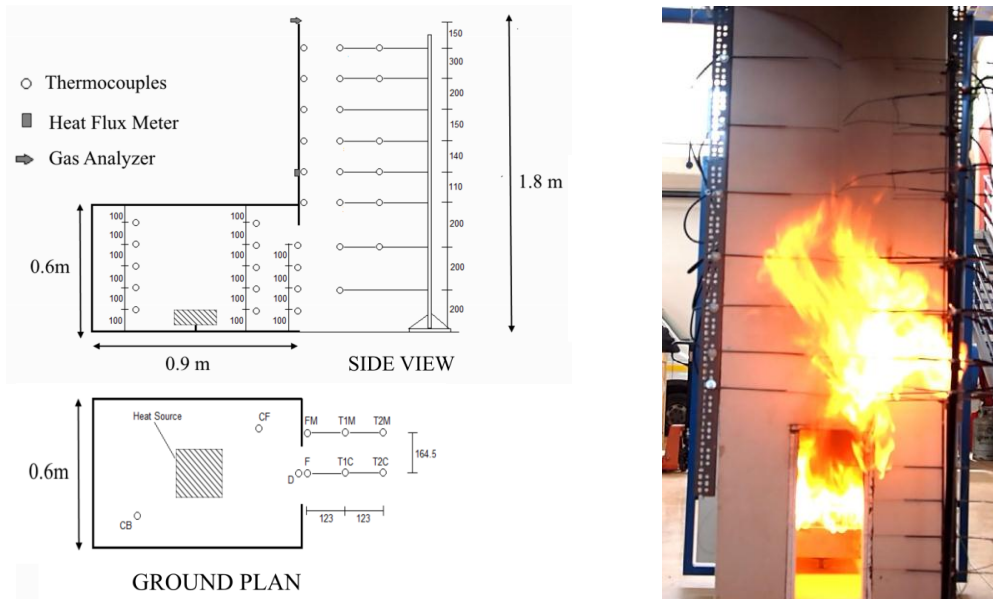 Thermocouples
Heat Flux Meter
Gas Analyzer
150
300
200
150
140
110
200
200
200
1.8 m
100
100
100
100
100
100
100
100
100
100
100
100
100
100
0.6m
0.9 m
SIDE VIEW
Heat Source
CF
FM
T1M
T2M
164.5
F
T1C
T2C
D
0.6m
CB
123
123
GROUND PLAN